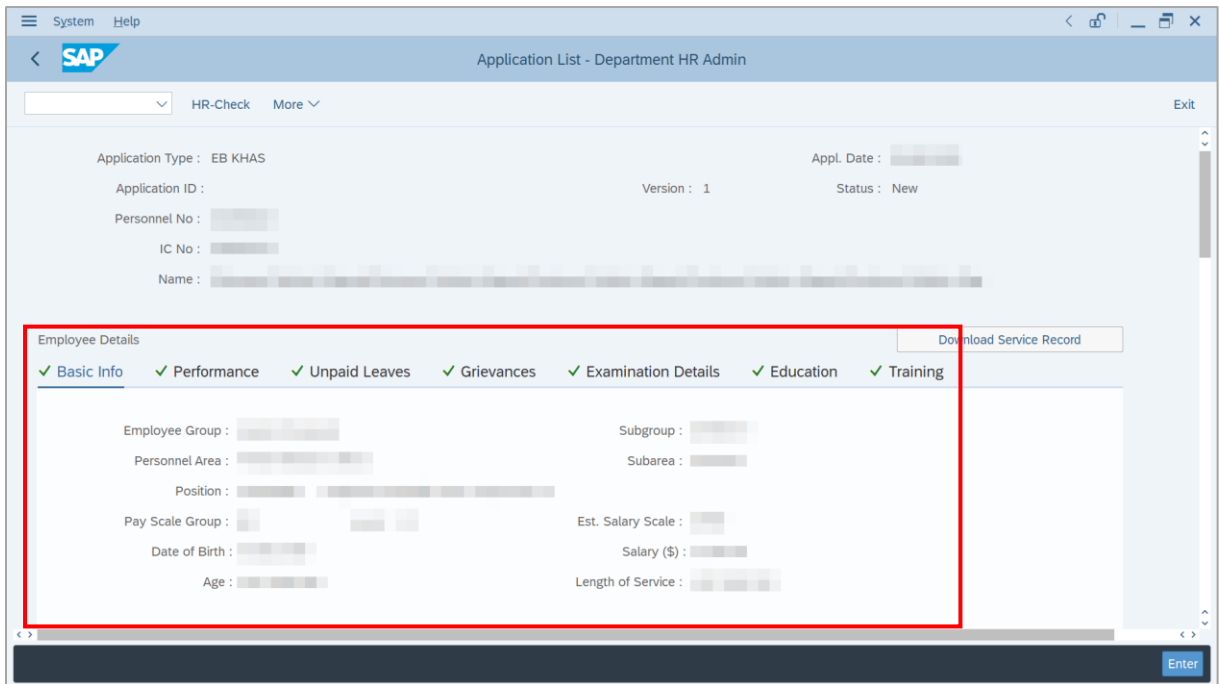 System Help
SAP Application List - Department HR Admin
HR-Check More Exit
Application Type : EB KHAS Appl. Date :
Application ID : Version : 1 Status : New
Personnel No :
IC No :
Name :
Employee Details Download Service Record
Basic Info Performance Unpaid Leaves Grievances Examination Details Education Training
Employee Group : Subgroup :
Personnel Area : Subarea :
Position :
Pay Scale Group : Est. Salary Scale :
Date of Birth : Salary ($) :
Age : Length of Service :
Enter